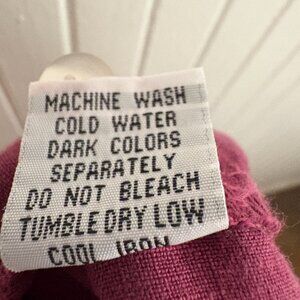 MACHINE WASH
COLD WATER
DARK COLORS
SEPARATELY
DO NOT BLEACH
TUMBLE DRY LOW
COOL IRON